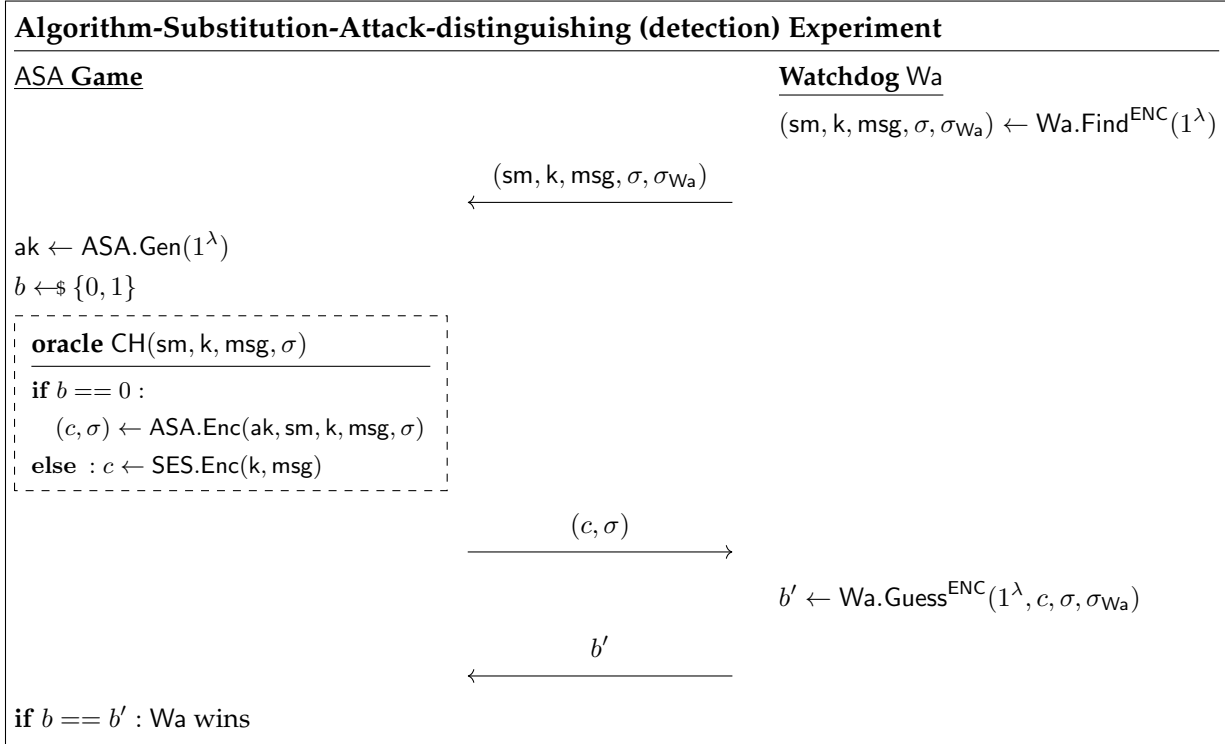 Algorithm-Substitution-Attack-distinguishing (detection) Experiment
ASA Game
Watchdog Wa
(sm, k, msg, σ, σ_Wa) ← Wa.Find^ENC(1^λ)
(sm, k, msg, σ, σ_Wa)
ak ← ASA.Gen(1^λ)
b ←$ {0, 1}
oracle CH(sm, k, msg, σ)
if b == 0 :
(c, σ) ← ASA.Enc(ak, sm, k, msg, σ)
else : c ← SES.Enc(k, msg)
(c, σ)
b′ ← Wa.Guess^ENC(1^λ, c, σ, σ_Wa)
b′
if b == b′ : Wa wins